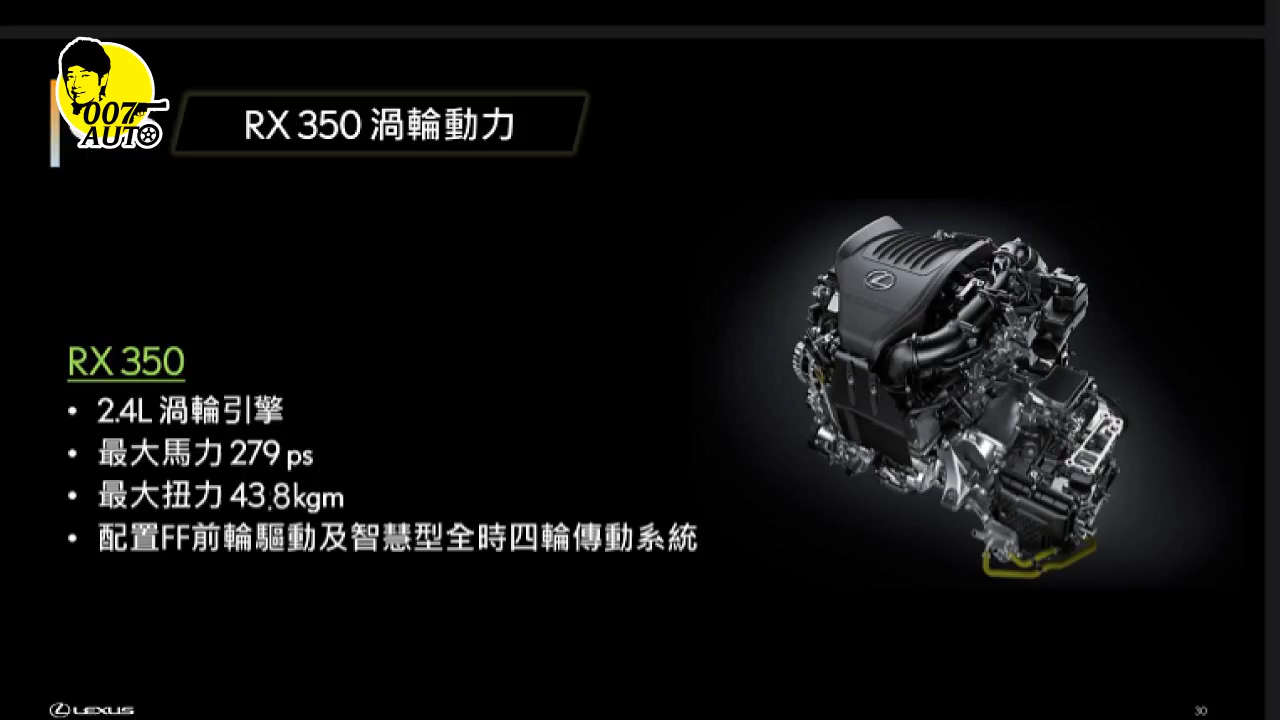 007
AUTO
RX 350 渦輪動力
RX 350
• 2.4L 渦輪引擎
• 最大馬力 279 ps
• 最大扭力 43.8kgm
• 配置FF前輪驅動及智慧型全時四輪傳動系統
LEXUS
30